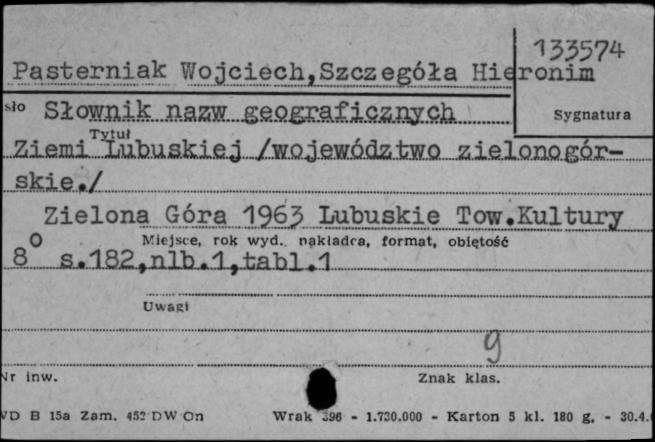 133574
Pasterniak Wojciech,Szczegóła Hieronim
sło Słownik nazw geograficznych
Sygnatura
Tytuł
Ziemi Lubuskiej /województwo zielonogór-
skie./
Zielona Góra 1963 Lubuskie Tow.Kultury
Miejsce, rok wyd., nakładca, format, objętość
8° s.182,nlb.1,tabl.1
Uwagi
g
Nr inw.
Znak klas.
WD B 15a Zam. 452 DW On Wrak 396 - 1.730.000 - Karton 5 kl. 180 g. - 30.4.